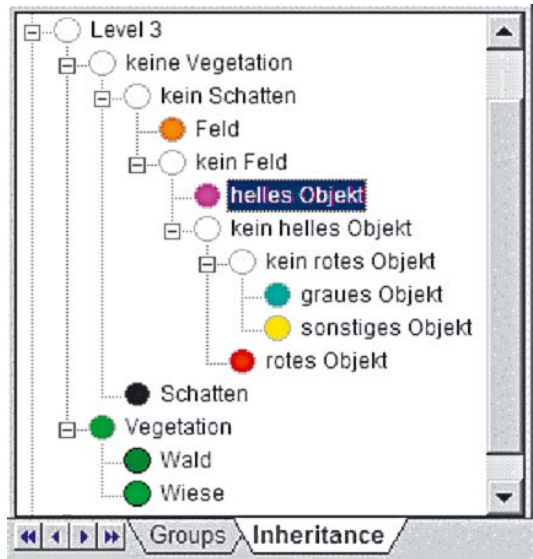 Level 3
keine Vegetation
kein Schatten
Feld
kein Feld
helles Objekt
kein helles Objekt
kein rotes Objekt
graues Objekt
sonstiges Objekt
rotes Objekt
Schatten
Vegetation
Wald
Wiese
Groups Inheritance